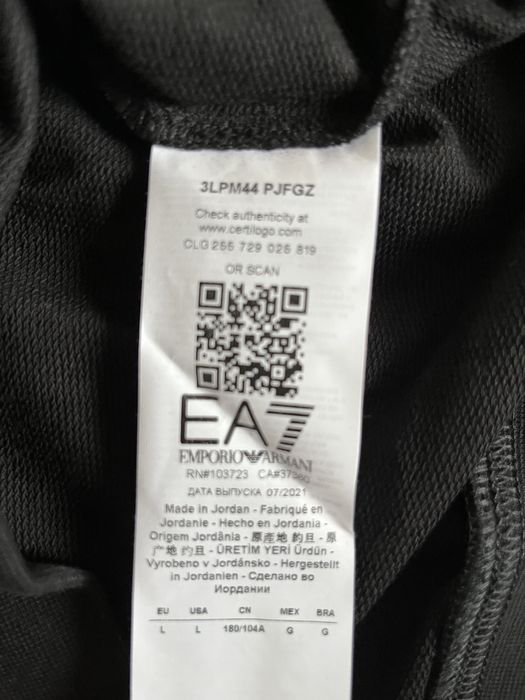 3LPM44 PJFGZ
Check authenticity at
www.certilogo.com
CLG 256 729 026 819
OR SCAN
EA7
EMPORIO ARMANI
RN#103723
ДАТА ВЫПУСКА 07/2021
Made in Jordan - Fabriqué en
Jordanie - Hecho en Jordania -
Origem Jordânia - 原產地 約旦 - 原
产地 约旦 - ÜRETİM YERİ Ürdün -
Vyrobeno v Jordánsko - Hergestellt
in Jordanien - Сделано во
Иордании
EU USA CN MEX BRA
L L 180/104A G G